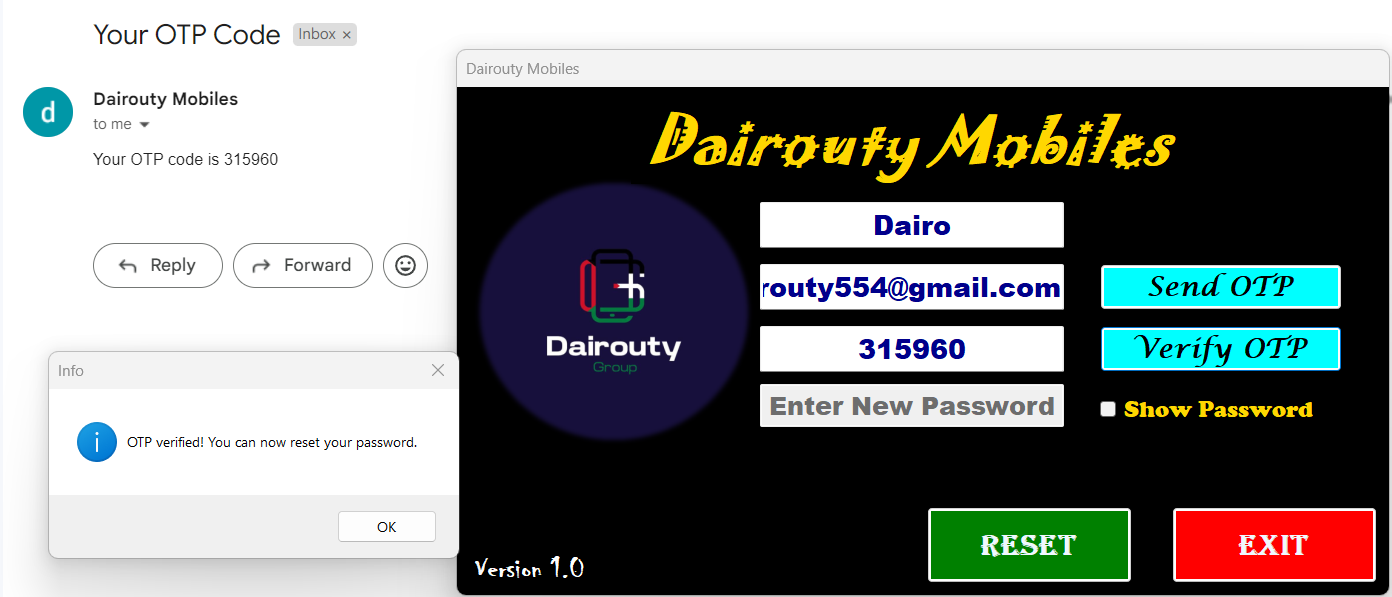 Your OTP Code Inbox ×
Dairouty Mobiles
to me
Your OTP code is 315960
Reply Forward
Info
OTP verified! You can now reset your password.
OK
Dairouty Mobiles
Dairouty Mobiles
d
Dairouty
Group
Dairo
routy554@gmail.com
Send OTP
315960
Verify OTP
Enter New Password
Show Password
RESET
EXIT
Version 1.0